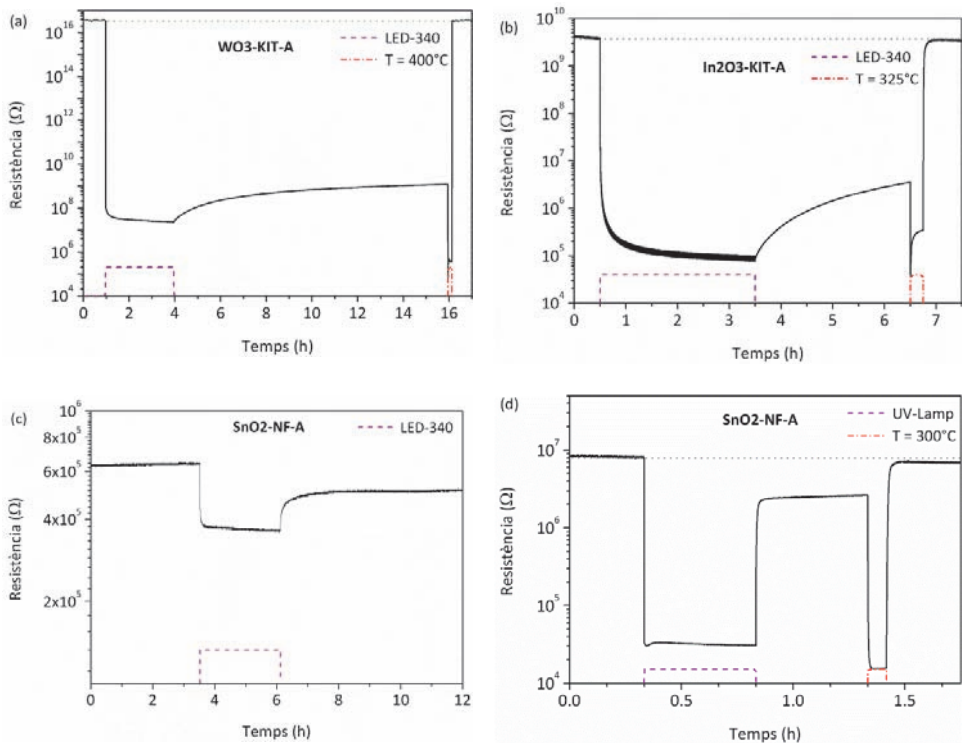 (a)
WO3-KIT-A
LED-340
T = 400°C
Resistència (Ω)
10^16
10^14
10^12
10^10
10^8
10^6
10^4
0 2 4 6 8 10 12 14 16
Temps (h)
(b)
In2O3-KIT-A
LED-340
T = 325°C
Resistència (Ω)
10^10
10^9
10^8
10^7
10^6
10^5
10^4
0 1 2 3 4 5 6 7
Temps (h)
(c)
SnO2-NF-A
LED-340
Resistència (Ω)
10^6
8x10^5
6x10^5
4x10^5
2x10^5
0 2 4 6 8 10 12
Temps (h)
(d)
SnO2-NF-A
UV-Lamp
T = 300°C
Resistència (Ω)
10^7
10^6
10^5
10^4
0.0 0.5 1.0 1.5
Temps (h)